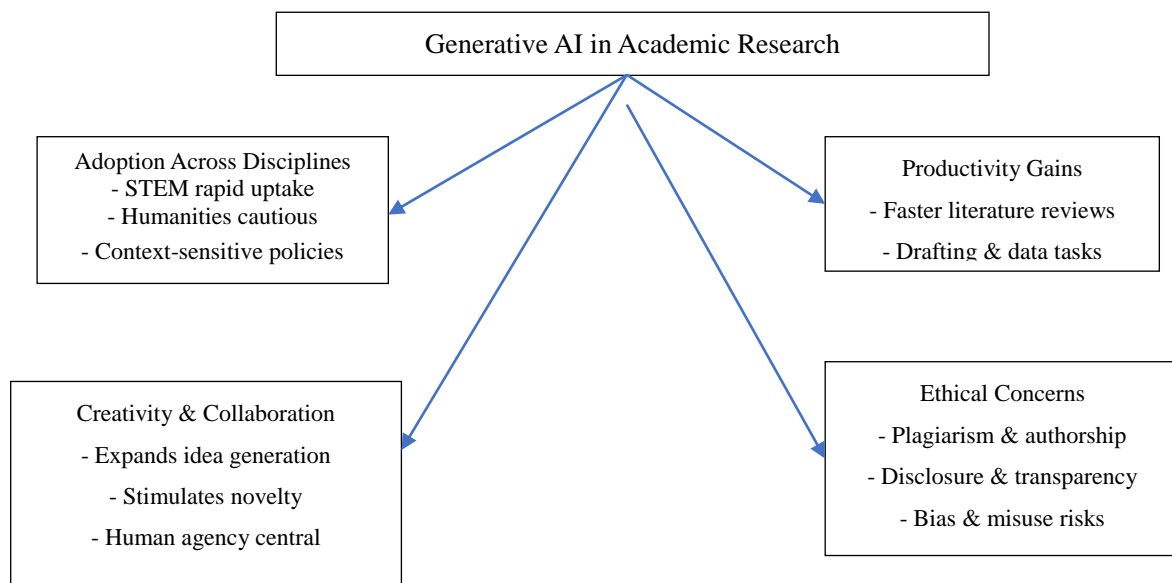 Generative AI in Academic Research
Adoption Across Disciplines
- STEM rapid uptake
- Humanities cautious
- Context-sensitive policies
Productivity Gains
- Faster literature reviews
- Drafting & data tasks
Creativity & Collaboration
- Expands idea generation
- Stimulates novelty
- Human agency central
Ethical Concerns
- Plagiarism & authorship
- Disclosure & transparency
- Bias & misuse risks